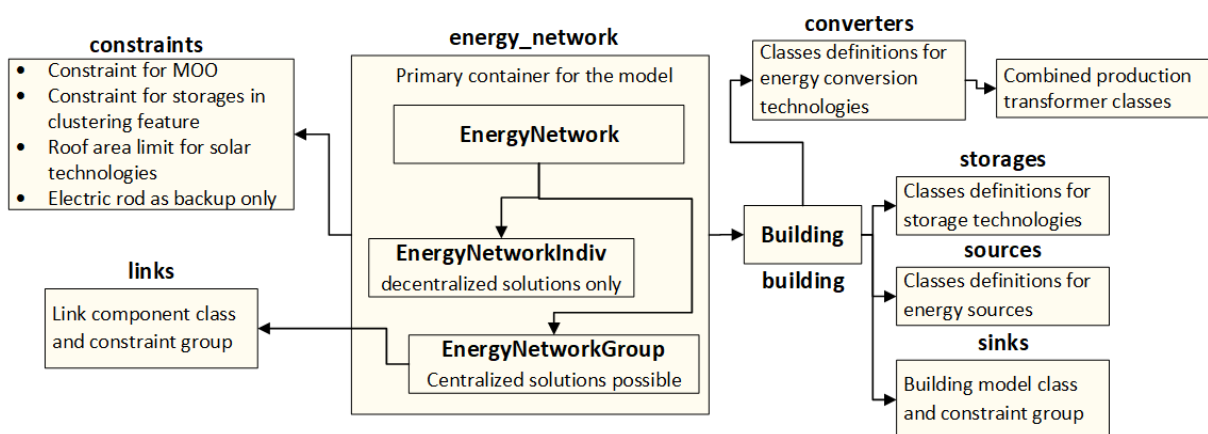 constraints
• Constraint for MOO
• Constraint for storages in
clustering feature
• Roof area limit for solar
technologies
• Electric rod as backup only
links
Link component class
and constraint group
energy_network
Primary container for the model
EnergyNetwork
EnergyNetworkIndiv
decentralized solutions only
EnergyNetworkGroup
Centralized solutions possible
Building
building
converters
Classes definitions for
energy conversion
technologies
Combined production
transformer classes
storages
Classes definitions for
storage technologies
sources
Classes definitions for
energy sources
sinks
Building model class
and constraint group